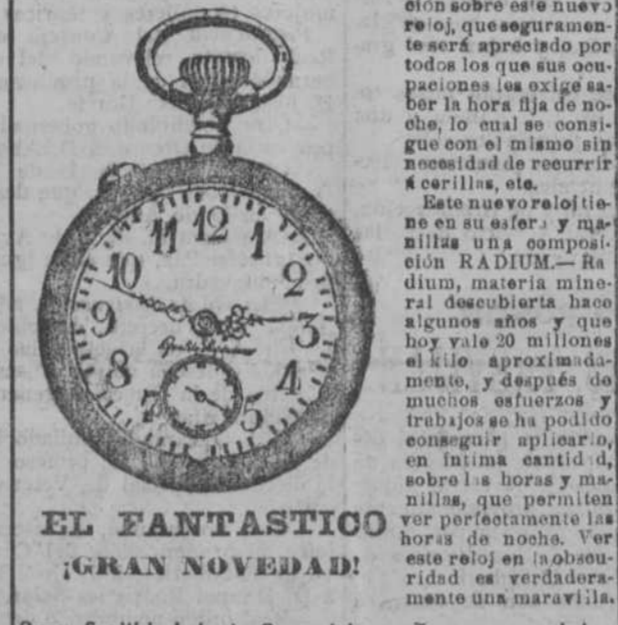 ción sobre este nuevo
reloj, que seguramen-
te será apreciado por
todos los que sus ocu-
paciones les exige sa-
ber la hora fija de no-
che, lo cual se consi-
gue con el mismo sin
necesidad de recurrir
á cerillas, etc.
Este nuevo reloj tie-
ne en su esfera y ma-
nillas una composi-
ción RADIUM.—Ra
dium, materia mine-
ral descubierta hace
algunos años y que
hoy vale 20 millones
el kilo aproximada-
mente, y después de
muchos esfuerzos y
trabajos se ha podido
conseguir aplicarlo,
en íntima cantidad,
sobre las horas y ma-
nillas, que permiten
ver perfectamente las
horas de noche. Ver
este reloj en la obscu-
ridad es verdadera-
mente una maravilla.
12
11
1
10
2
9
3
8
4
7
5
EL FANTASTICO
¡GRAN NOVEDAD!